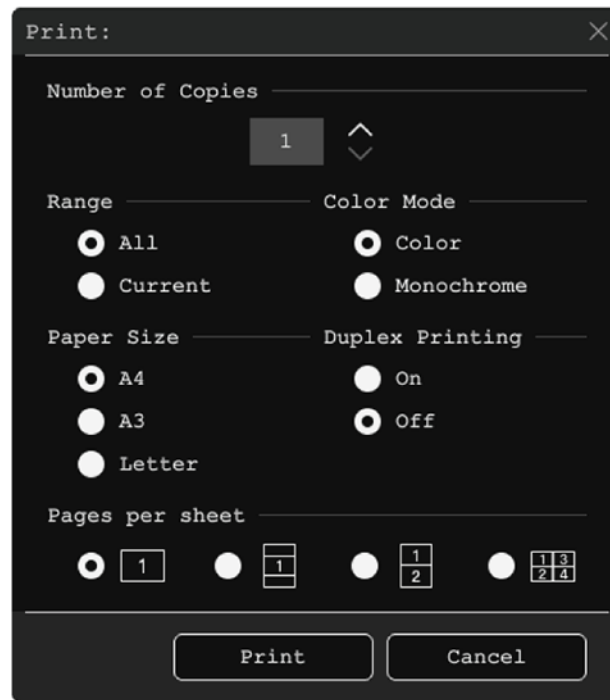 Print:
Number of Copies
1
Range
All
Current
Color Mode
Color
Monochrome
Paper Size
A4
A3
Letter
Duplex Printing
On
Off
Pages per sheet
1
1
1
2
1 3
2 4
Print
Cancel